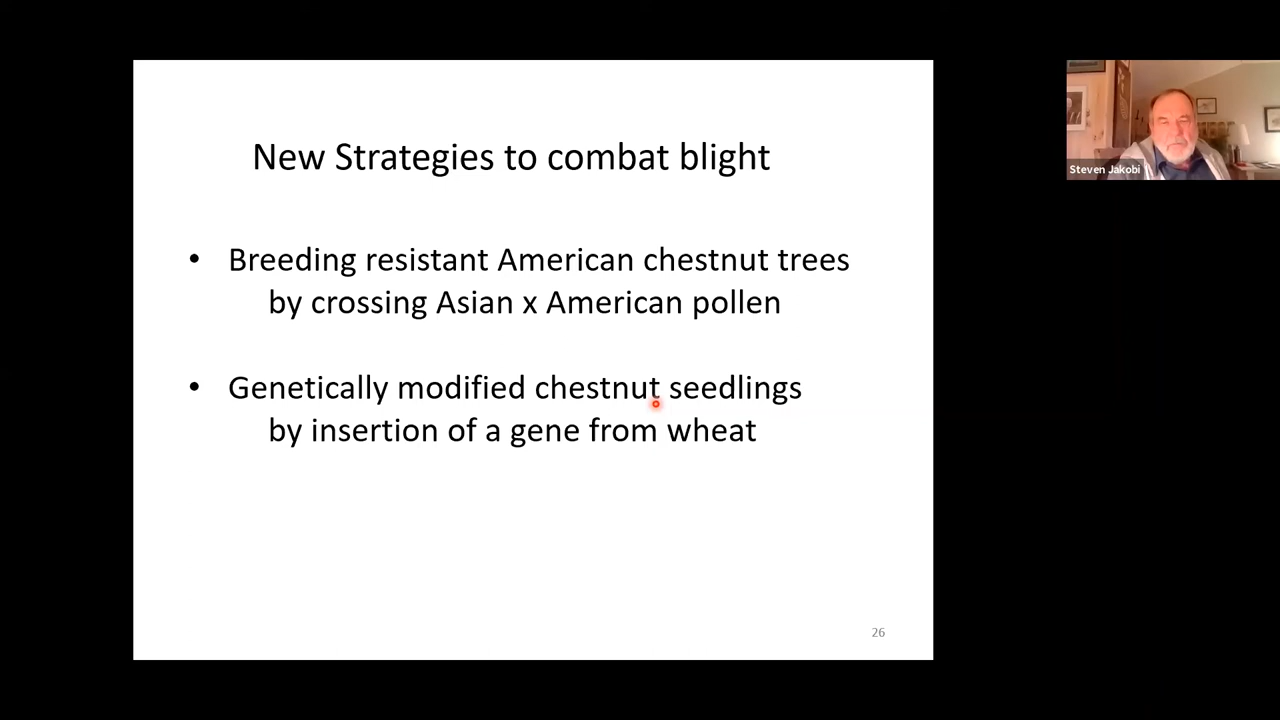 New Strategies to combat blight
• Breeding resistant American chestnut trees
by crossing Asian x American pollen
• Genetically modified chestnut seedlings
by insertion of a gene from wheat
26
Steven Jakobi